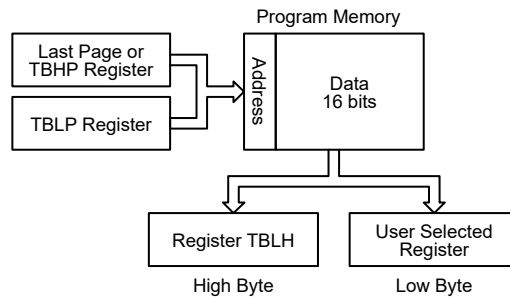 Program Memory
Last Page or
TBHP Register
TBLP Register
Address
Data
16 bits
Register TBLH
User Selected
Register
High Byte
Low Byte